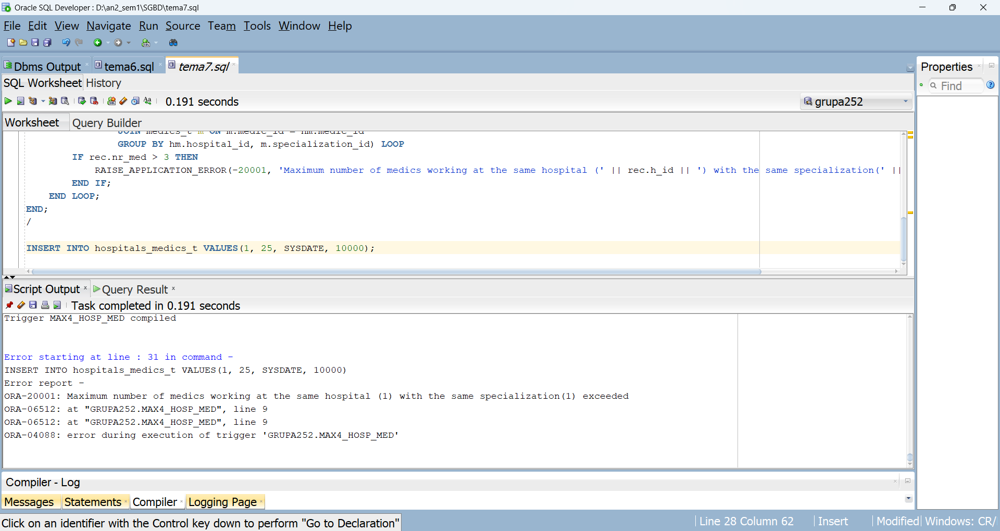 Oracle SQL Developer : D:\an2_sem1\SGBD\tema7.sql
File Edit View Navigate Run Source Team Tools Window Help
Dbms Output tema6.sql tema7.sql
Properties
SQL Worksheet History
Find
0.191 seconds
grupa252
Worksheet Query Builder
JOIN medics_t m ON m.medic_id = hm.medic_id
GROUP BY hm.hospital_id, m.specialization_id) LOOP
IF rec.nr_med > 3 THEN
RAISE_APPLICATION_ERROR(-20001, 'Maximum number of medics working at the same hospital (' || rec.h_id || ') with the same specialization(' ||
END IF;
END LOOP;
END;
/
INSERT INTO hospitals_medics_t VALUES(1, 25, SYSDATE, 10000);
Script Output Query Result
Task completed in 0.191 seconds
Trigger MAX4_HOSP_MED compiled
Error starting at line : 31 in command -
INSERT INTO hospitals_medics_t VALUES(1, 25, SYSDATE, 10000)
Error report -
ORA-20001: Maximum number of medics working at the same hospital (1) with the same specialization(1) exceeded
ORA-06512: at "GRUPA252.MAX4_HOSP_MED", line 9
ORA-06512: at "GRUPA252.MAX4_HOSP_MED", line 9
ORA-04088: error during execution of trigger 'GRUPA252.MAX4_HOSP_MED'
Compiler - Log
Messages Statements Compiler Logging Page
Click on an identifier with the Control key down to perform "Go to Declaration"
Line 28 Column 62 Insert Modified Windows: CR/